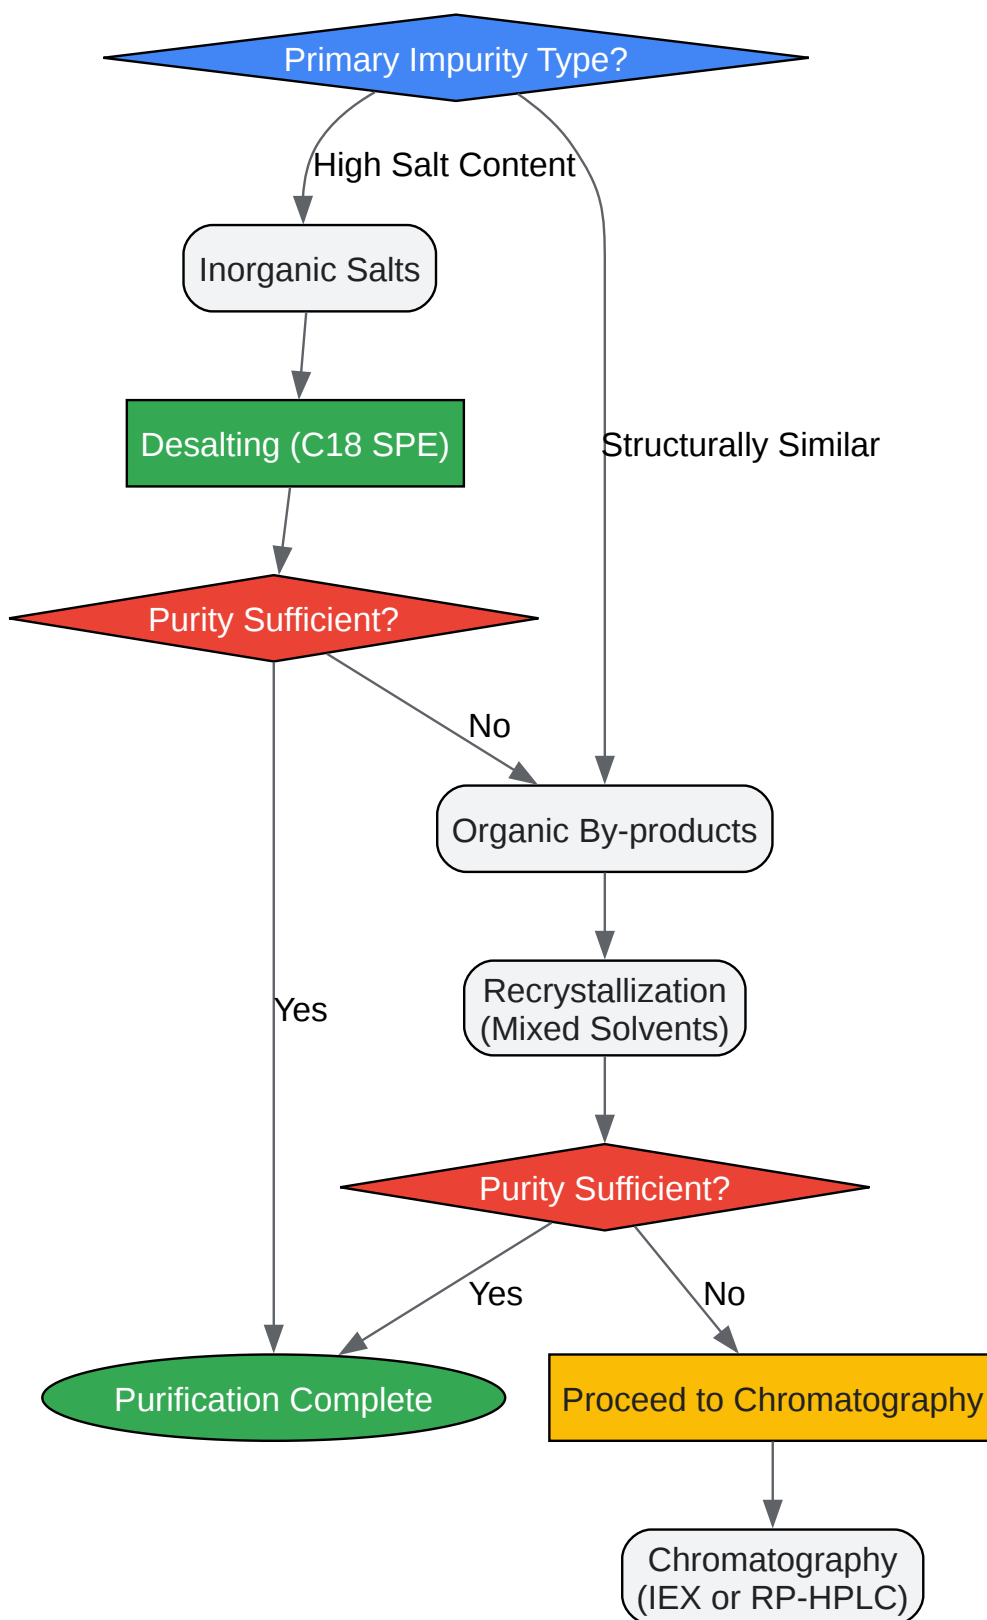 Primary Impurity Type?
High Salt Content
Inorganic Salts
Desalting (C18 SPE)
Structurally Similar
Purity Sufficient?
No
Organic By-products
Recrystallization
(Mixed Solvents)
Yes
Purity Sufficient?
Yes
No
Purification Complete
Proceed to Chromatography
Chromatography
(IEX or RP-HPLC)